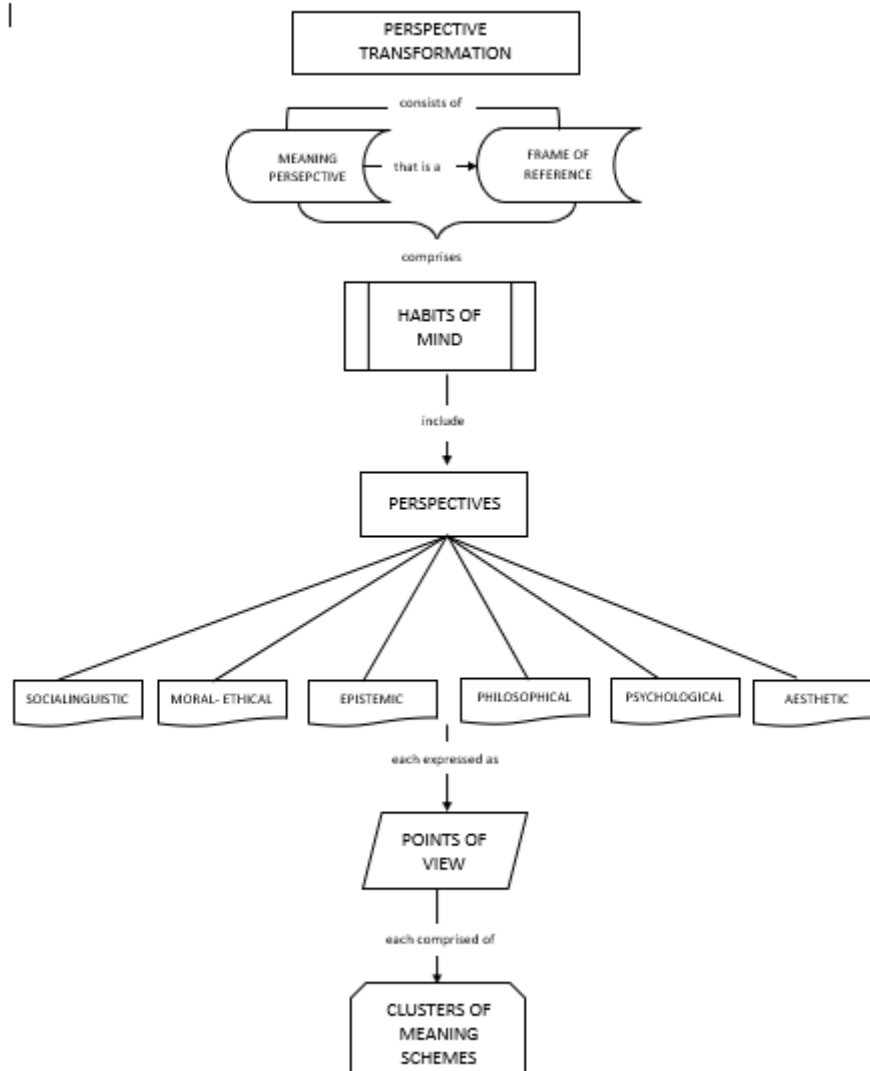 PERSPECTIVE
TRANSFORMATION
consists of
MEANING
PERSEPCTIVE
that is a
FRAME OF
REFERENCE
comprises
HABITS OF
MIND
include
PERSPECTIVES
SOCIALINGUISTIC
MORAL- ETHICAL
EPISTEMIC
PHILOSOPHICAL
PSYCHOLOGICAL
AESTHETIC
each expressed as
POINTS OF
VIEW
each comprised of
CLUSTERS OF
MEANING
SCHEMES